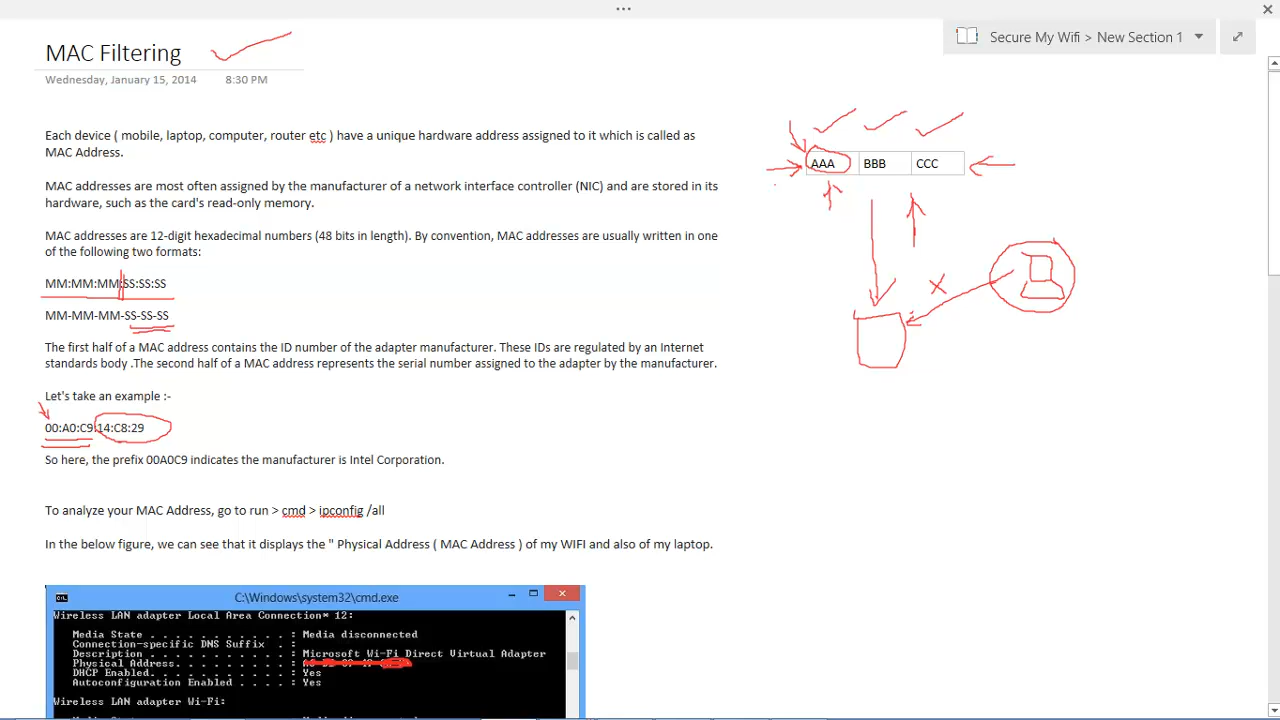 Secure My Wifi > New Section 1
MAC Filtering
Wednesday, January 15, 2014 8:30 PM
Each device ( mobile, laptop, computer, router etc ) have a unique hardware address assigned to it which is called as
MAC Address.
AAA BBB CCC
MAC addresses are most often assigned by the manufacturer of a network interface controller (NIC) and are stored in its
hardware, such as the card's read-only memory.
MAC addresses are 12-digit hexadecimal numbers (48 bits in length). By convention, MAC addresses are usually written in one
of the following two formats:
MM:MM:MM:SS:SS:SS
MM-MM-MM-SS-SS-SS
The first half of a MAC address contains the ID number of the adapter manufacturer. These IDs are regulated by an Internet
standards body .The second half of a MAC address represents the serial number assigned to the adapter by the manufacturer.
Let's take an example :-
00:A0:C9:14:C8:29
So here, the prefix 00A0C9 indicates the manufacturer is Intel Corporation.
To analyze your MAC Address, go to run > cmd > ipconfig /all
In the below figure, we can see that it displays the " Physical Address ( MAC Address ) of my WIFI and also of my laptop.
C:\Windows\system32\cmd.exe
Wireless LAN adapter Local Area Connection* 12:
Media State . . . . . . . . . . . : Media disconnected
Connection-specific DNS Suffix  . :
Description . . . . . . . . . . . : Microsoft Wi-Fi Direct Virtual Adapter
Physical Address. . . . . . . . . :
DHCP Enabled. . . . . . . . . . . : Yes
Autoconfiguration Enabled . . . . : Yes
Wireless LAN adapter Wi-Fi: